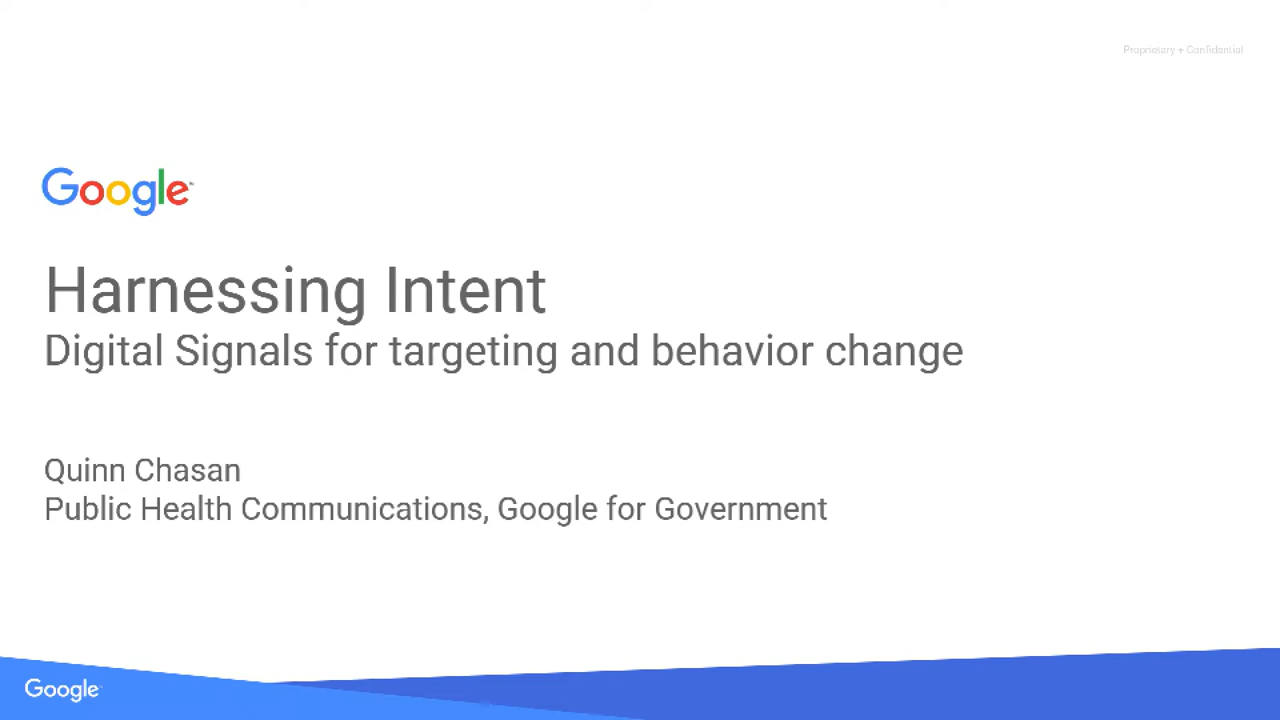 Proprietary + Confidential
Google
Harnessing Intent
Digital Signals for targeting and behavior change
Quinn Chasan
Public Health Communications, Google for Government
Google